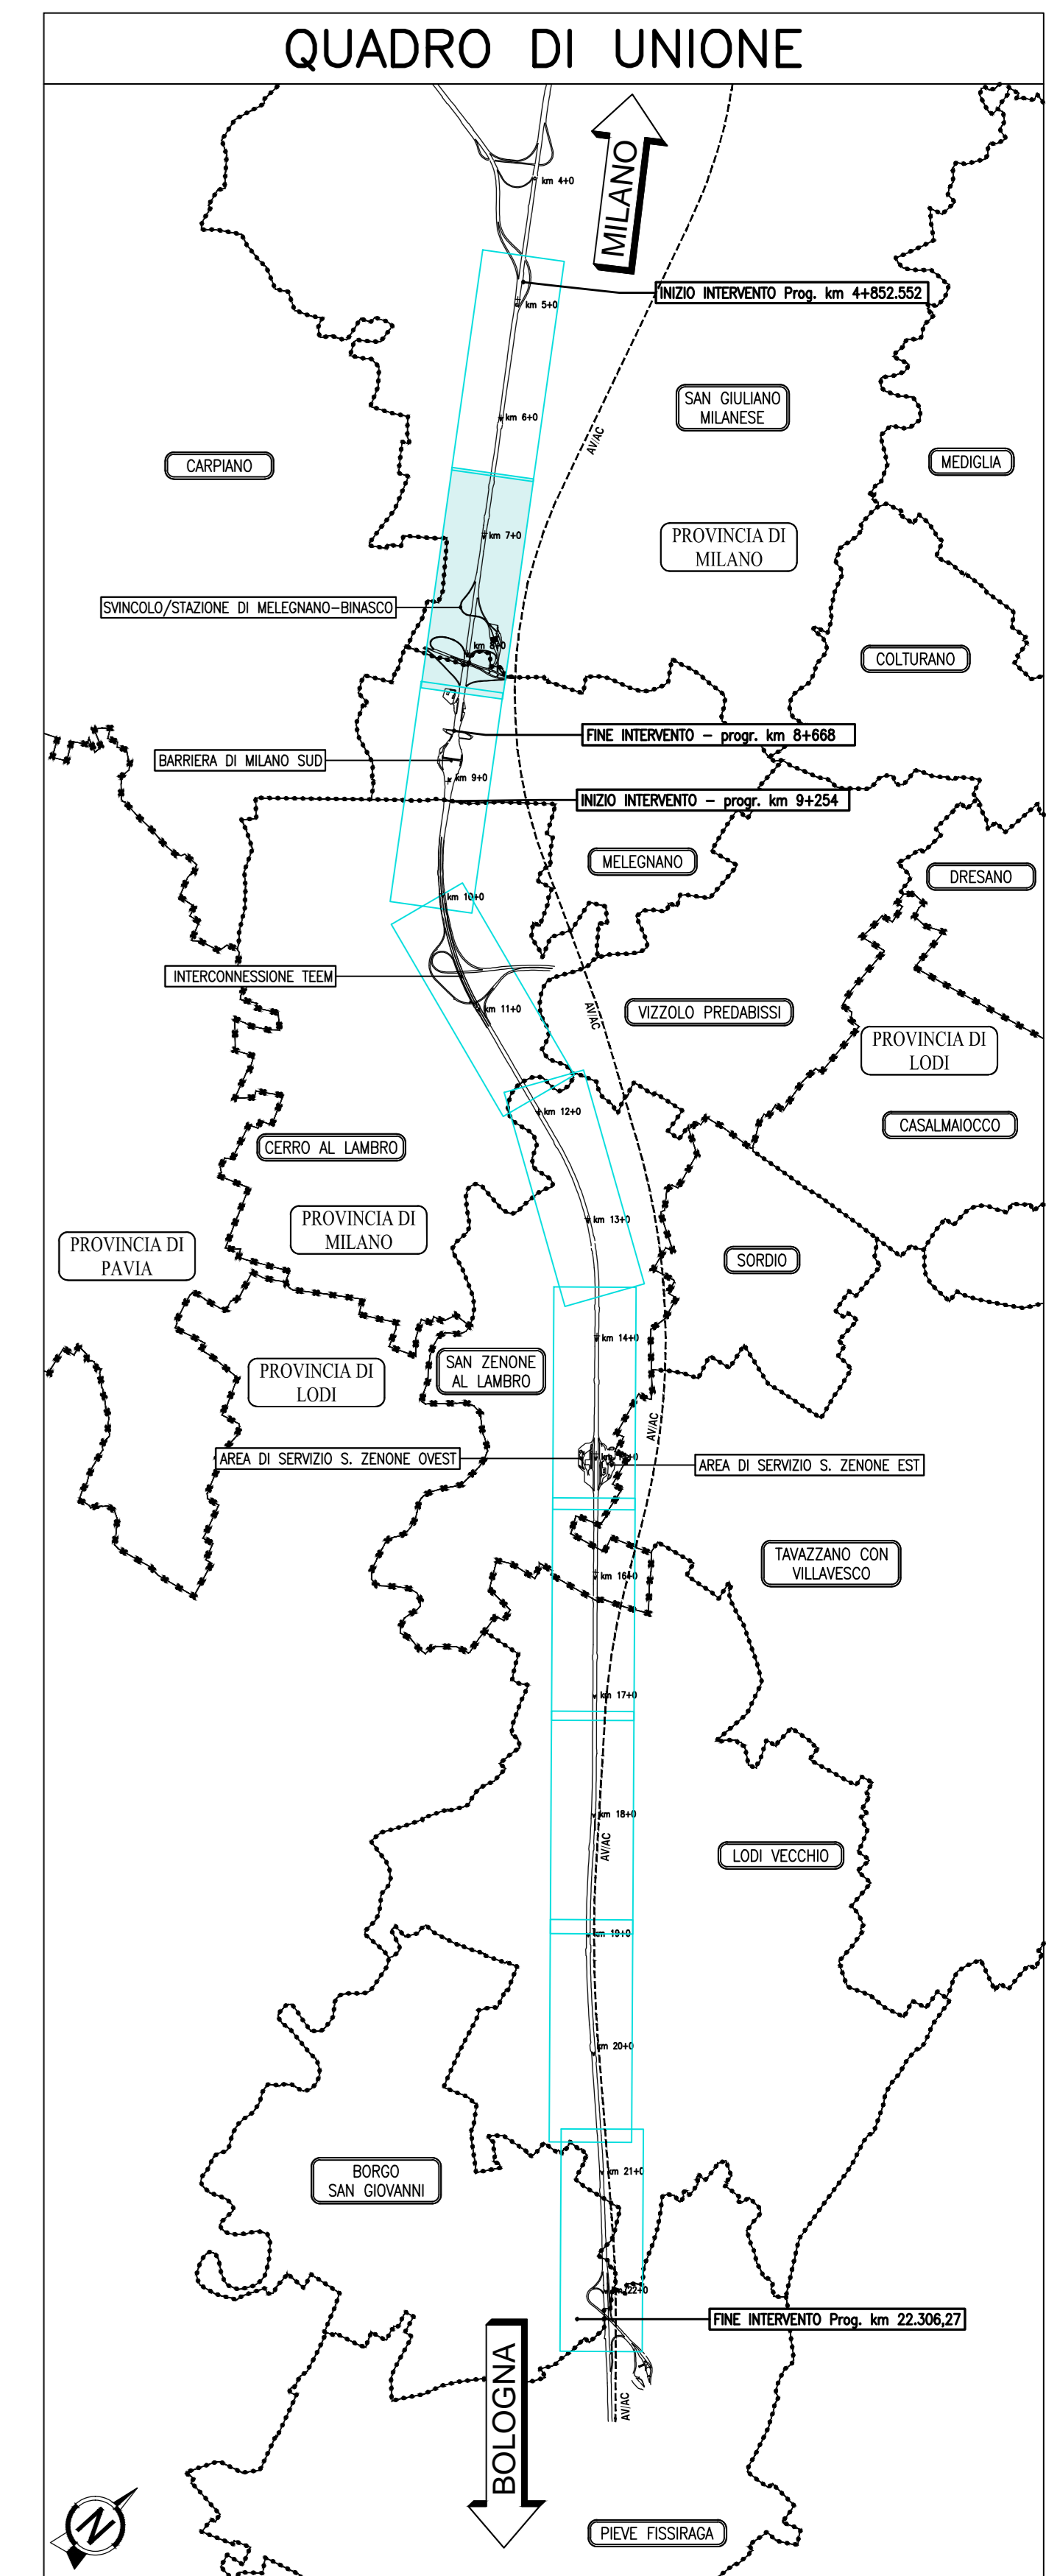 QUADRO DI UNIONE
MILANO
km 4+0
INIZIO INTERVENTO Prog. km 4+852.552
km 5+0
SAN GIULIANO
MILANESE
km 6+0
AV/AC
CARPIANO
MEDIGLIA
PROVINCIA DI
MILANO
km 7+0
SVINCOLO/STAZIONE DI MELEGNANO-BINASCO
km 8+0
COLTURANO
FINE INTERVENTO - progr. km 8+668
BARRIERA DI MILANO SUD
km 9+0
INIZIO INTERVENTO - progr. km 9+254
MELEGNANO
DRESANO
km 10+0
INTERCONNESSIONE TEEM
km 11+0
AV/AC
VIZZOLO PREDABISSI
PROVINCIA DI
LODI
km 12+0
CASALMAIOCCO
CERRO AL LAMBRO
PROVINCIA DI
MILANO
km 13+0
PROVINCIA DI
PAVIA
SORDIO
km 14+0
SAN ZENONE
AL LAMBRO
PROVINCIA DI
LODI
AV/AC
AREA DI SERVIZIO S. ZENONE OVEST
AREA DI SERVIZIO S. ZENONE EST
TAVAZZANO CON
VILLAVESCO
km 16+0
km 17+0
km 18+0
AV/AC
LODI VECCHIO
km 19+0
km 20+0
km 21+0
BORGO
SAN GIOVANNI
km 22+0
FINE INTERVENTO Prog. km 22.306,27
BOLOGNA
AV/AC
N
PIEVE FISSIRAGA